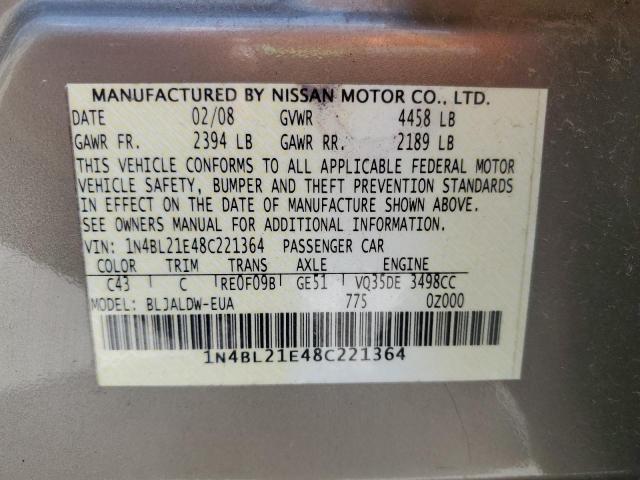 MANUFACTURED BY NISSAN MOTOR CO., LTD.
DATE 02/08 GVWR 4458 LB
GAWR FR. 2394 LB GAWR RR. 2189 LB
THIS VEHICLE CONFORMS TO ALL APPLICABLE FEDERAL MOTOR
VEHICLE SAFETY, BUMPER AND THEFT PREVENTION STANDARDS
IN EFFECT ON THE DATE OF MANUFACTURE SHOWN ABOVE.
SEE OWNERS MANUAL FOR ADDITIONAL INFORMATION.
VIN: 1N4BL21E48C221364 PASSENGER CAR
COLOR TRIM TRANS AXLE ENGINE
C43 C RE0F09B GE51 VQ35DE 3498CC
MODEL: BLJALDW-EUA 775 0Z000
1N4BL21E48C221364